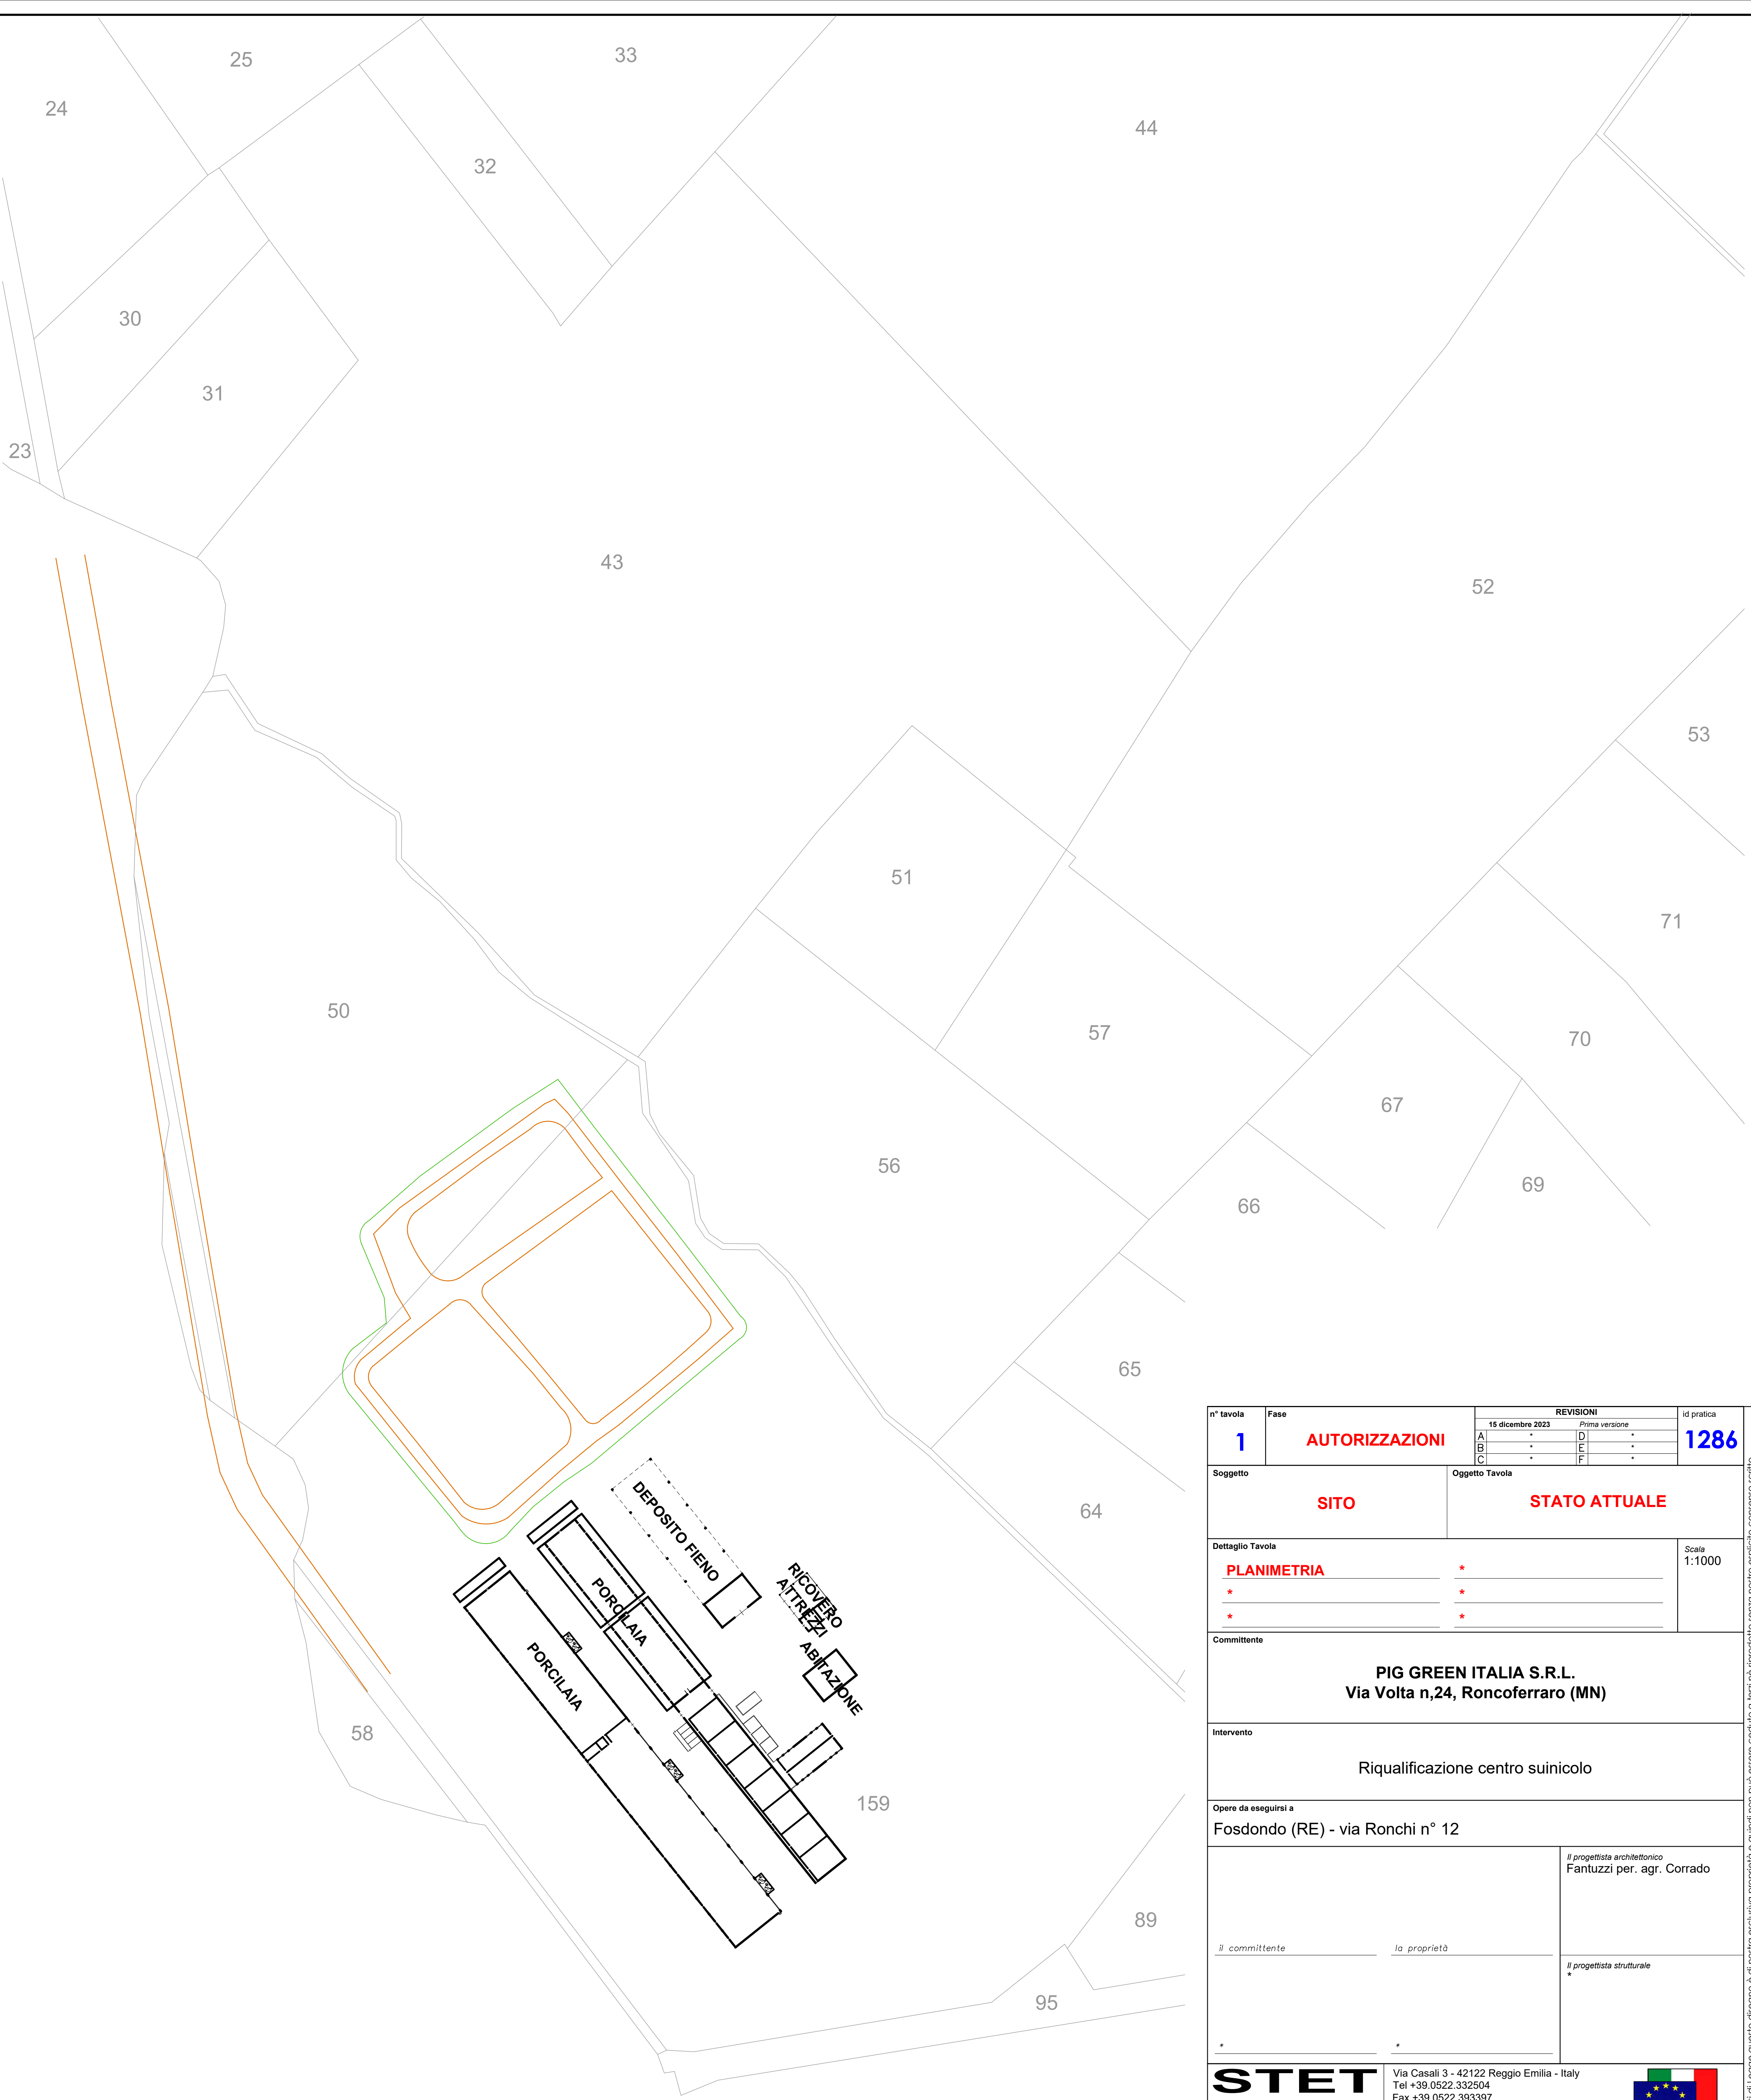 25
33
24
44
32
30
31
23
43
52
53
51
71
50
57
70
67
56
69
66
65
64
DEPOSITO FIENO
RICOVERO
ATTREZZI
PORCILAIA
PORCILAIA
ABITAZIONE
58
159
89
95
n° tavola
1
Fase
AUTORIZZAZIONI
REVISIONI
15 dicembre 2023 Prima versione
A * D *
B * E *
C * F *
id pratica
1286
Soggetto
SITO
Oggetto Tavola
STATO ATTUALE
Dettaglio Tavola
PLANIMETRIA *
* *
* *
Scala
1:1000
Committente
PIG GREEN ITALIA S.R.L.
Via Volta n,24, Roncoferraro (MN)
Intervento
Riqualificazione centro suinicolo
Opere da eseguirsi a
Fosdondo (RE) - via Ronchi n° 12
Il progettista architettonico
Fantuzzi per. agr. Corrado
il committente la proprietà
Il progettista strutturale
*
* *
STET
Via Casali 3 - 42122 Reggio Emilia - Italy
Tel +39.0522.332504
Fax +39.0522.393397